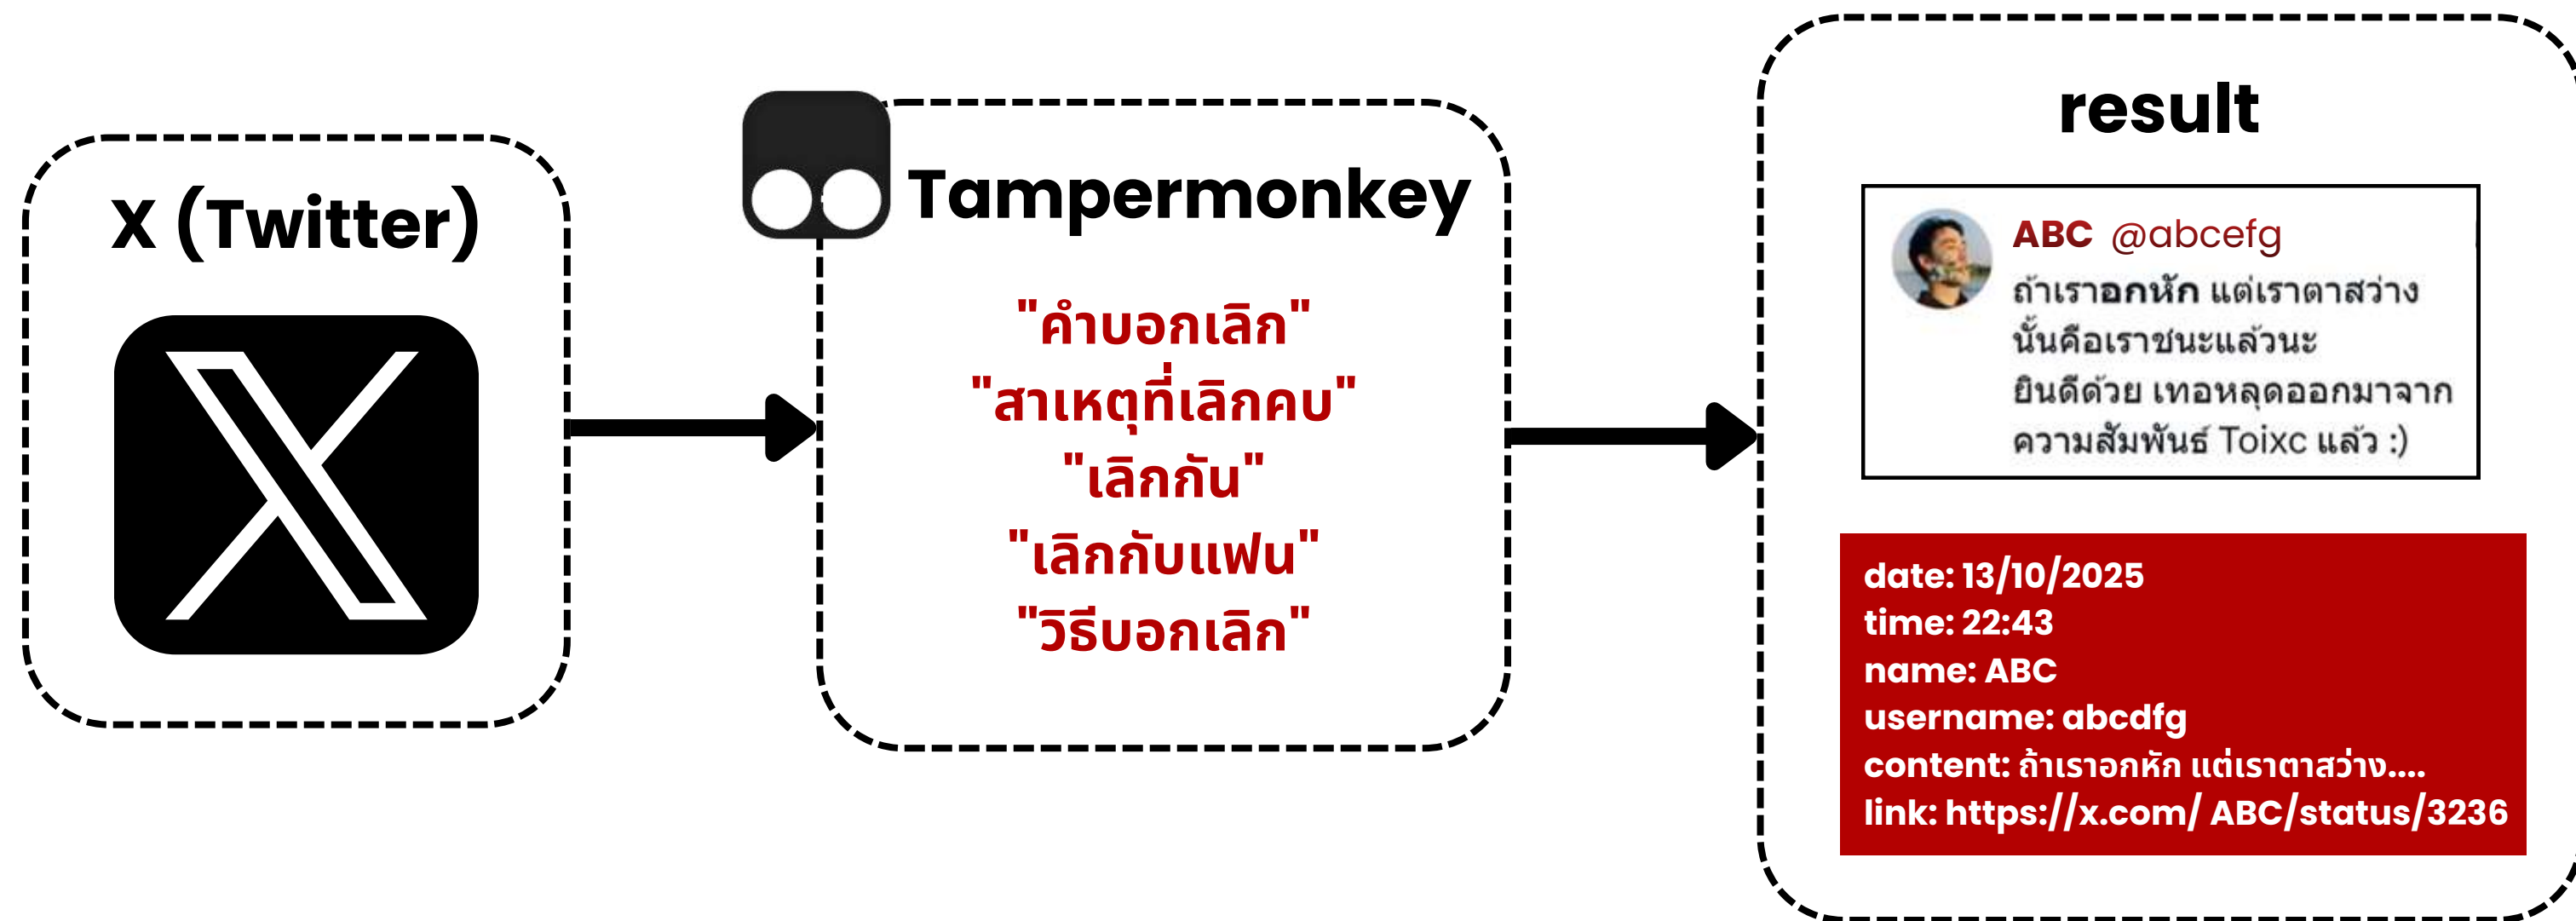 X (Twitter)
Tampermonkey
"คำบอกเลิก"
"สาเหตุที่เลิกคบ"
"เลิกกัน"
"เลิกกับแฟน"
"วิธีบอกเลิก"
result
ABC @abcefg
ถ้าเราอกหัก แต่เราตาสว่าง
นั้นคือเราชนะแล้วนะ
ยินดีด้วย เทอหลุดออกมาจาก
ความสัมพันธ์ Toixc แล้ว :)
date: 13/10/2025
time: 22:43
name: ABC
username: abcdfg
content: ถ้าเราอกหัก แต่เราตาสว่าง....
link: https://x.com/ ABC/status/3236